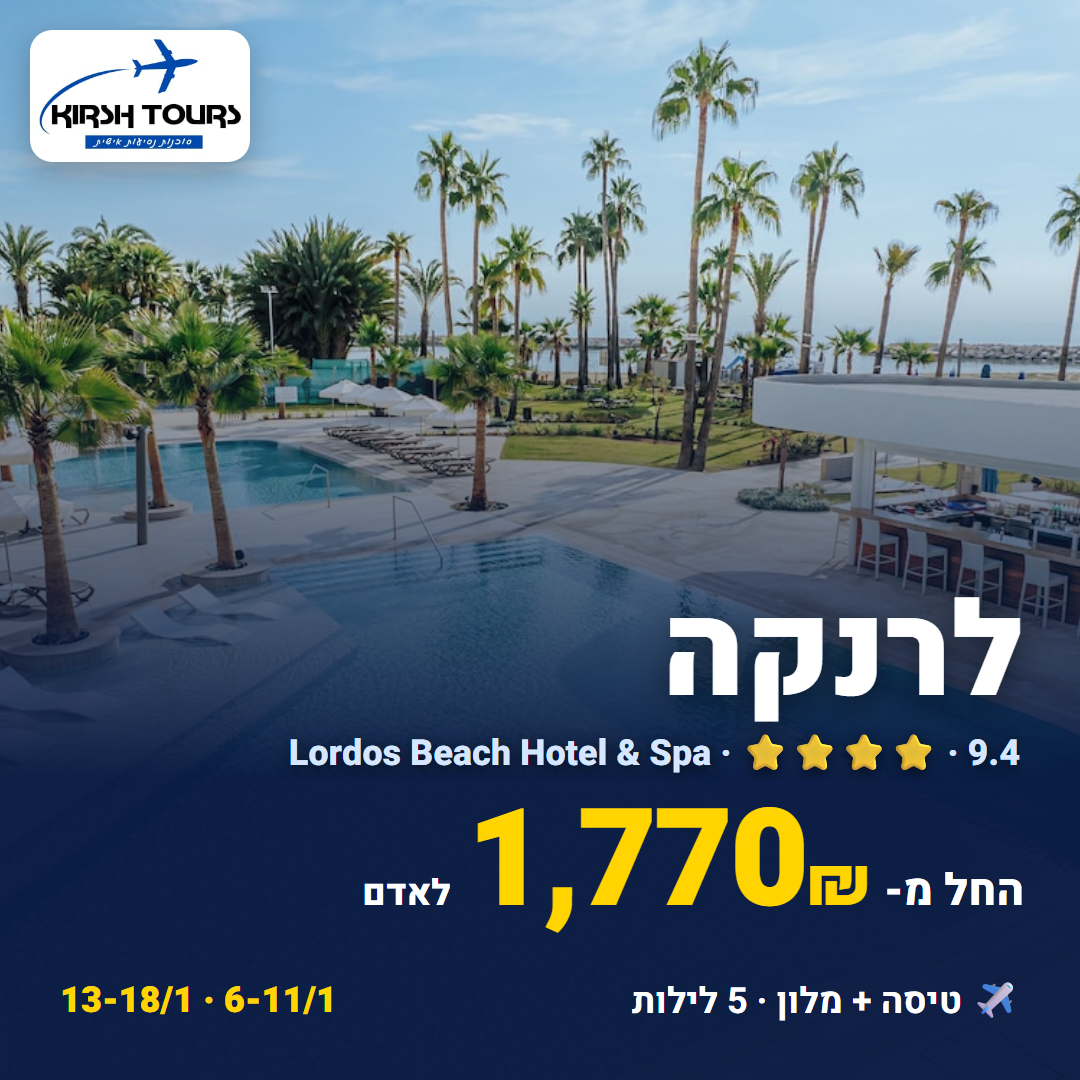 KIRSH TOURS
סוכנות נסיעות אישית
לרנקה
9.4 · ⭐⭐⭐⭐ · Lordos Beach Hotel & Spa
החל מ- ₪1,770 לאדם
✈️ טיסה + מלון · 5 לילות
13-18/1 · 6-11/1